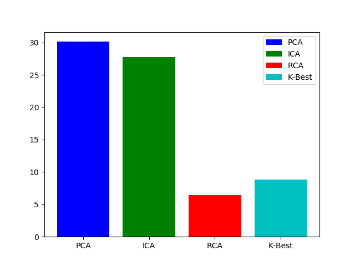 30
25
20
15
10
5
0
PCA
ICA
RCA
K-Best
PCA ICA RCA K-Best